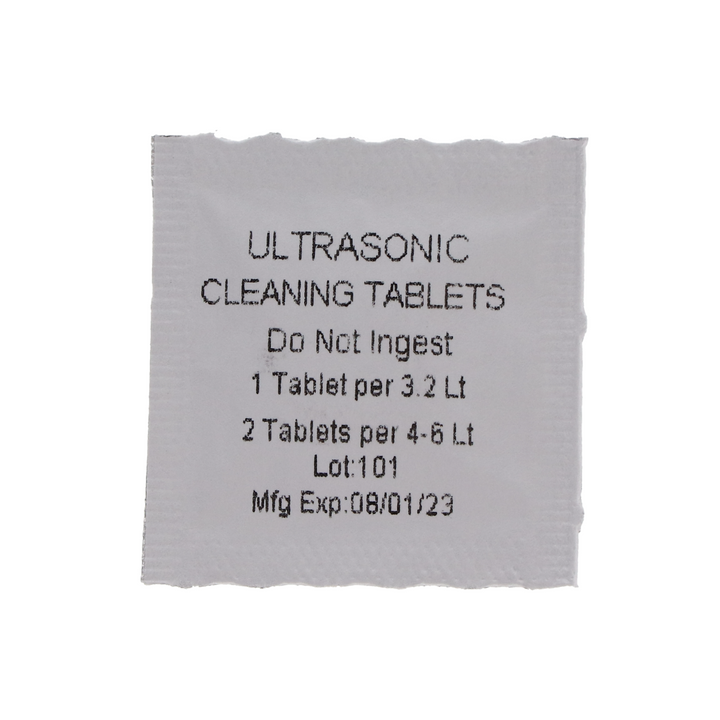 ULTRASONIC
CLEANING TABLETS
Do Not Ingest
1 Tablet per 3.2 Lt
2 Tablets per 4-6 Lt
Lot:101
Mfg Exp:08/01/23